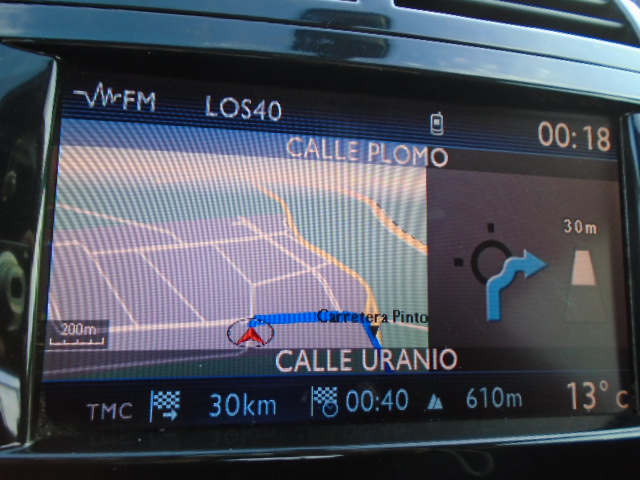 FM LOS40 00:18
CALLE PLOMO
30m
Carretera Pinto
200m
CALLE URANIO
TMC 30km 00:40 610m 13°c